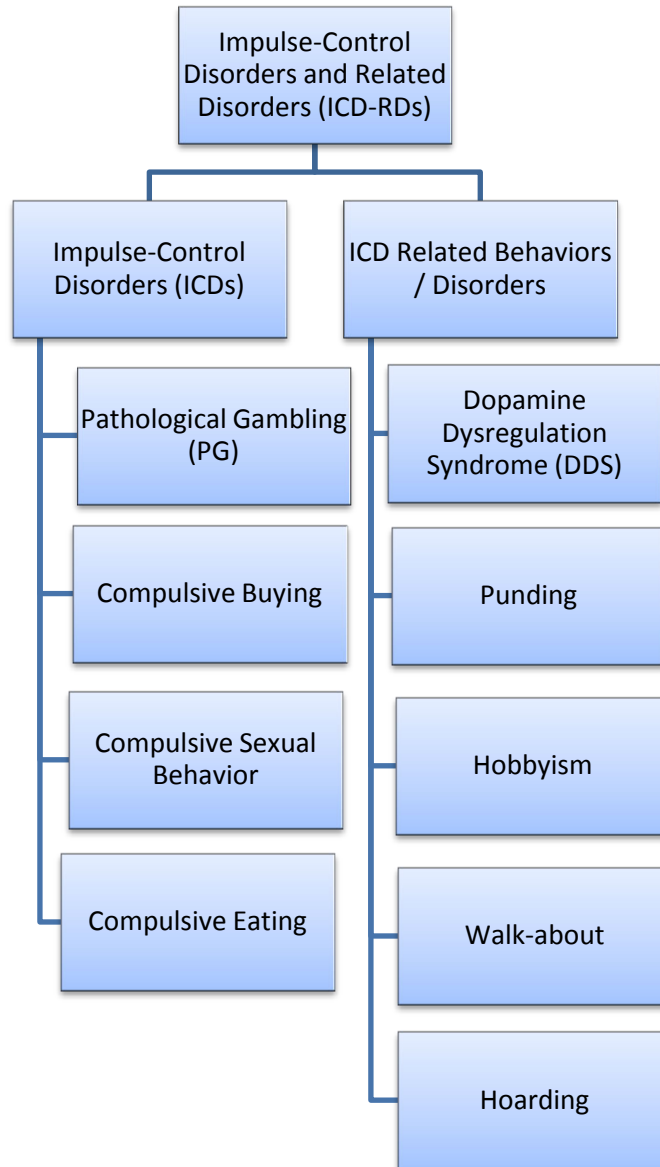 Impulse-Control
Disorders and Related
Disorders (ICD-RDs)
Impulse-Control
Disorders (ICDs)
Pathological Gambling
(PG)
Compulsive Buying
Compulsive Sexual
Behavior
Compulsive Eating
ICD Related Behaviors
/ Disorders
Dopamine
Dysregulation
Syndrome (DDS)
Punding
Hobbyism
Walk-about
Hoarding